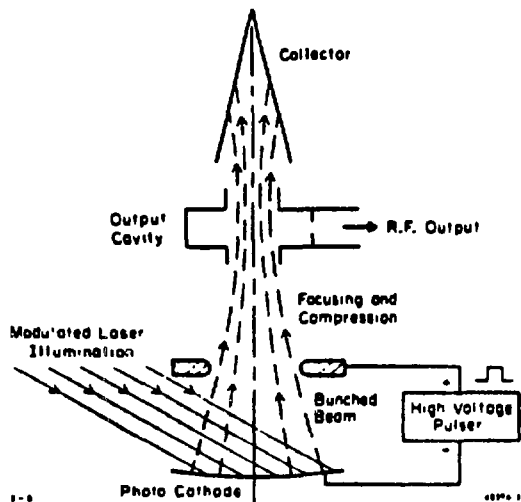 Collector
Output
Cavity
R.F. Output
Focusing and
Compression
Modulated Laser
Illumination
Bunched
Beam
+
High Voltage
Pulser
-
Photo Cathode